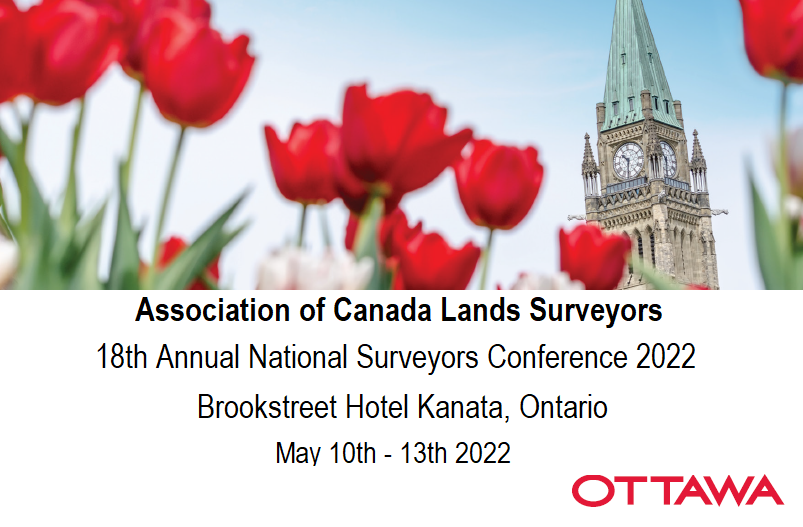 Association of Canada Lands Surveyors
18th Annual National Surveyors Conference 2022
Brookstreet Hotel Kanata, Ontario
May 10th - 13th 2022
OTTAWA